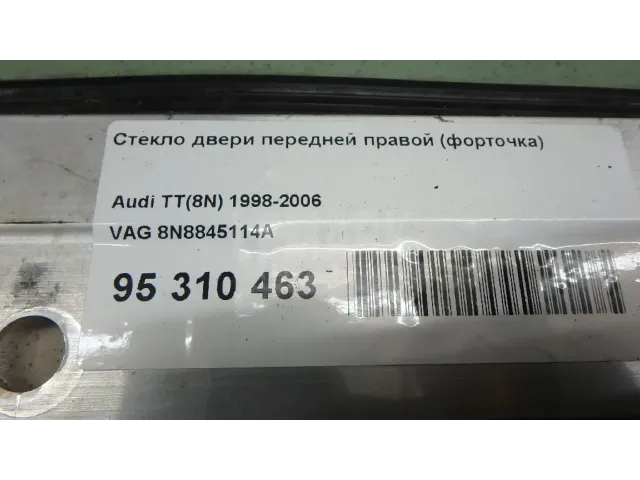 Стекло двери передней правой (форточка)
Audi TT(8N) 1998-2006
VAG 8N8845114A
95 310 463